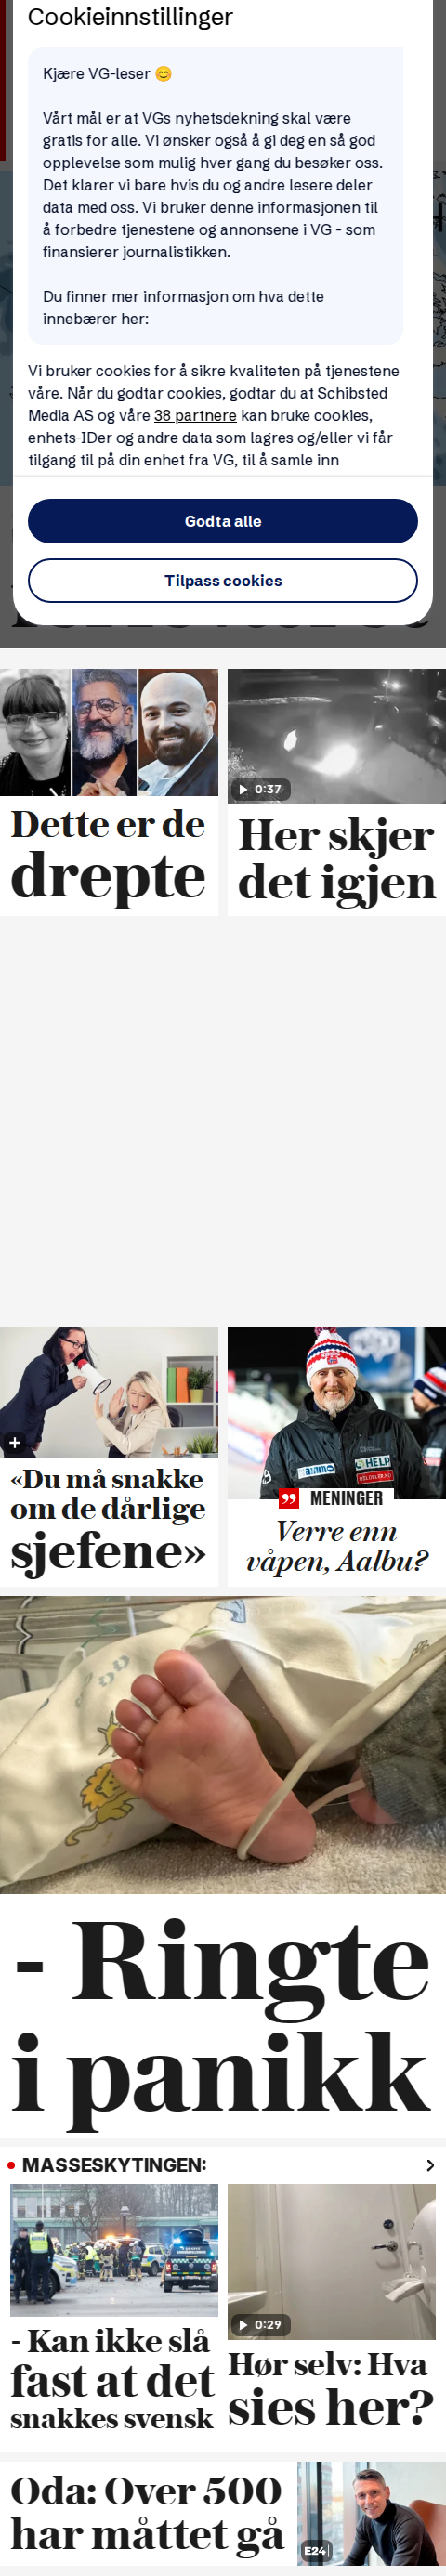 Cookieinnstillinger
Kjære VG-leser 😊
Vårt mål er at VGs nyhetsdekning skal være
gratis for alle. Vi ønsker også å gi deg en så god
opplevelse som mulig hver gang du besøker oss.
Det klarer vi bare hvis du og andre lesere deler
data med oss. Vi bruker denne informasjonen til
å forbedre tjenestene og annonsene i VG - som
finansierer journalistikken.
Du finner mer informasjon om hva dette
innebærer her:
Vi bruker cookies for å sikre kvaliteten på tjenestene
våre. Når du godtar cookies, godtar du at Schibsted
Media AS og våre 38 partnere kan bruke cookies,
enhets-IDer og andre data som lagres og/eller vi får
tilgang til på din enhet fra VG, til å samle inn
Godta alle
Tilpass cookies
0:37
Dette er de
drepte
Her skjer
det igjen
«Du må snakke
om de dårlige
sjefene»
HELP
MENINGER
Verre enn
våpen, Aalbu?
- Ringte
i panikk
MASSESKYTINGEN:
- Kan ikke slå
fast at det
snakkes svensk
0:29
Hør selv: Hva
sies her?
Oda: Over 500
har måttet gå
E24